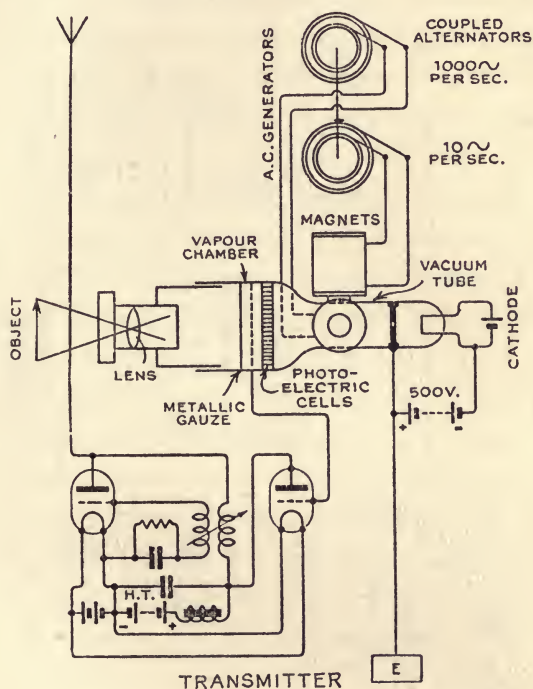 COUPLED
ALTERNATORS
1000~
PER SEC.
A.C. GENERATORS
10~
PER SEC.
MAGNETS
VAPOUR
CHAMBER
VACUUM
TUBE
OBJECT
LENS
CATHODE
METALLIC
GAUZE
PHOTO-
ELECTRIC
CELLS
500V.
+ -
H.T.
- +
E
TRANSMITTER